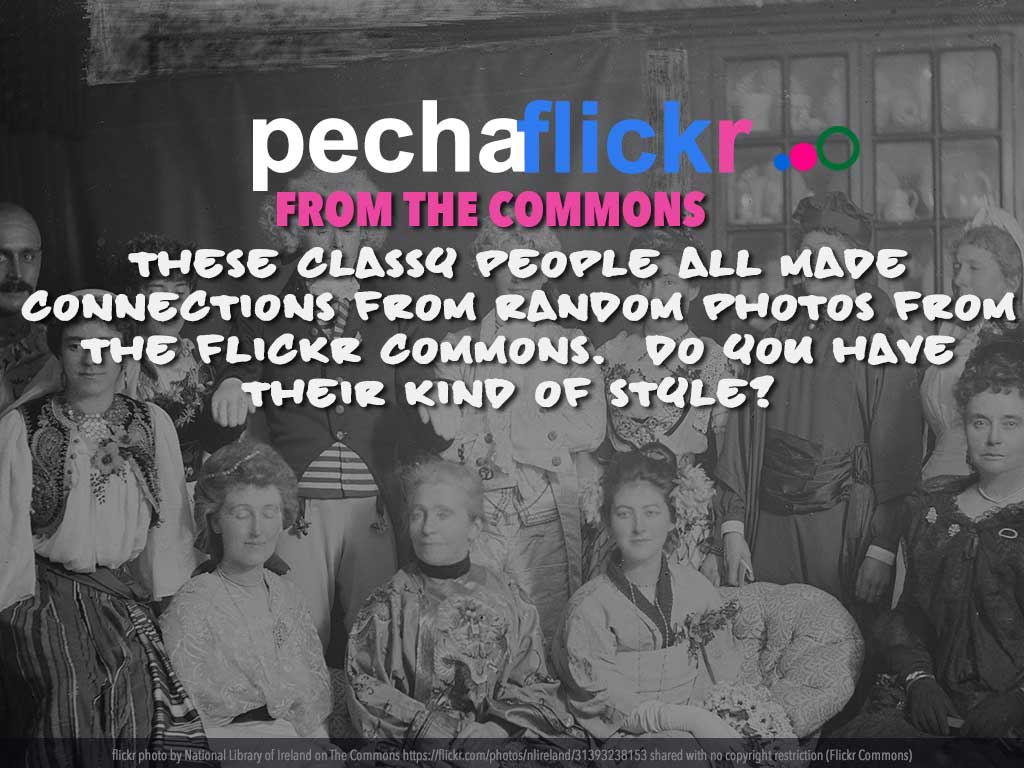 pechaflickr
FROM THE COMMONS
THESE CLASSY PEOPLE ALL MADE
CONNECTIONS FROM RANDOM PHOTOS FROM
THE FLICKR COMMONS. DO YOU HAVE
THEIR KIND OF STYLE?
flickr photo by National Library of Ireland on The Commons https://flickr.com/photos/nlireland/31393238153 shared with no copyright restriction (Flickr Commons)